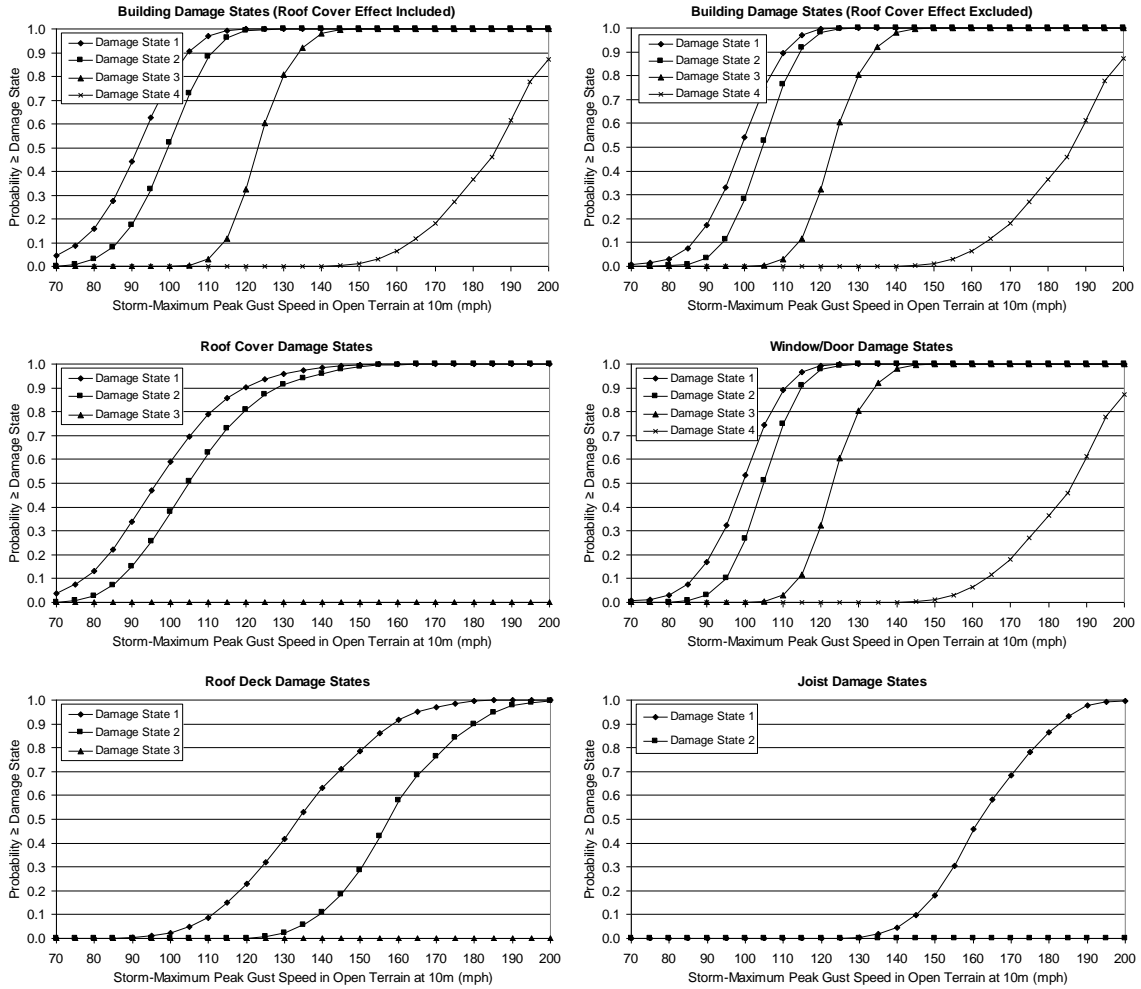 Building Damage States (Roof Cover Effect Included)
Probability ≥ Damage State
1.0
0.9
0.8
0.7
0.6
0.5
0.4
0.3
0.2
0.1
0.0
Damage State 1
Damage State 2
Damage State 3
Damage State 4
70 80 90 100 110 120 130 140 150 160 170 180 190 200
Storm-Maximum Peak Gust Speed in Open Terrain at 10m (mph)
Building Damage States (Roof Cover Effect Excluded)
Probability ≥ Damage State
1.0
0.9
0.8
0.7
0.6
0.5
0.4
0.3
0.2
0.1
0.0
Damage State 1
Damage State 2
Damage State 3
Damage State 4
70 80 90 100 110 120 130 140 150 160 170 180 190 200
Storm-Maximum Peak Gust Speed in Open Terrain at 10m (mph)
Roof Cover Damage States
Probability ≥ Damage State
1.0
0.9
0.8
0.7
0.6
0.5
0.4
0.3
0.2
0.1
0.0
Damage State 1
Damage State 2
Damage State 3
70 80 90 100 110 120 130 140 150 160 170 180 190 200
Storm-Maximum Peak Gust Speed in Open Terrain at 10m (mph)
Window/Door Damage States
Probability ≥ Damage State
1.0
0.9
0.8
0.7
0.6
0.5
0.4
0.3
0.2
0.1
0.0
Damage State 1
Damage State 2
Damage State 3
Damage State 4
70 80 90 100 110 120 130 140 150 160 170 180 190 200
Storm-Maximum Peak Gust Speed in Open Terrain at 10m (mph)
Roof Deck Damage States
Probability ≥ Damage State
1.0
0.9
0.8
0.7
0.6
0.5
0.4
0.3
0.2
0.1
0.0
Damage State 1
Damage State 2
Damage State 3
70 80 90 100 110 120 130 140 150 160 170 180 190 200
Storm-Maximum Peak Gust Speed in Open Terrain at 10m (mph)
Joist Damage States
Probability ≥ Damage State
1.0
0.9
0.8
0.7
0.6
0.5
0.4
0.3
0.2
0.1
0.0
Damage State 1
Damage State 2
70 80 90 100 110 120 130 140 150 160 170 180 190 200
Storm-Maximum Peak Gust Speed in Open Terrain at 10m (mph)